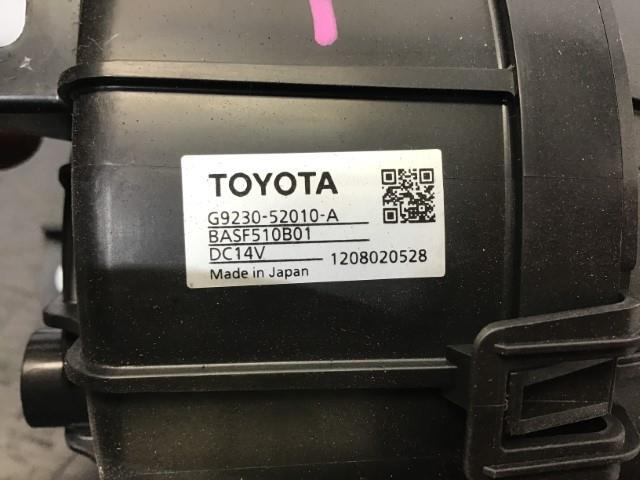 TOYOTA
G9230-52010-A
BASF510B01
DC14V 1208020528
Made in Japan